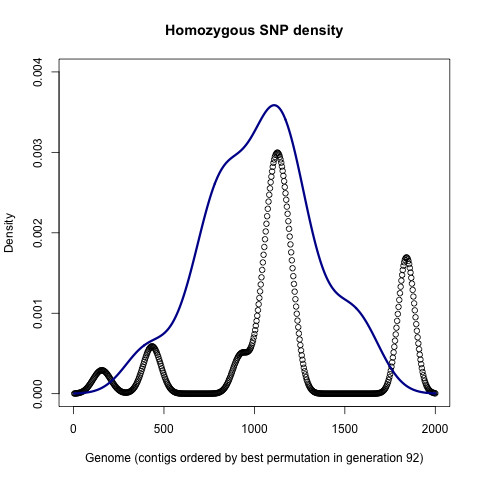 Homozygous SNP density
Density
0.004
0.003
0.002
0.001
0.000
0 500 1000 1500 2000
Genome (contigs ordered by best permutation in generation 92)